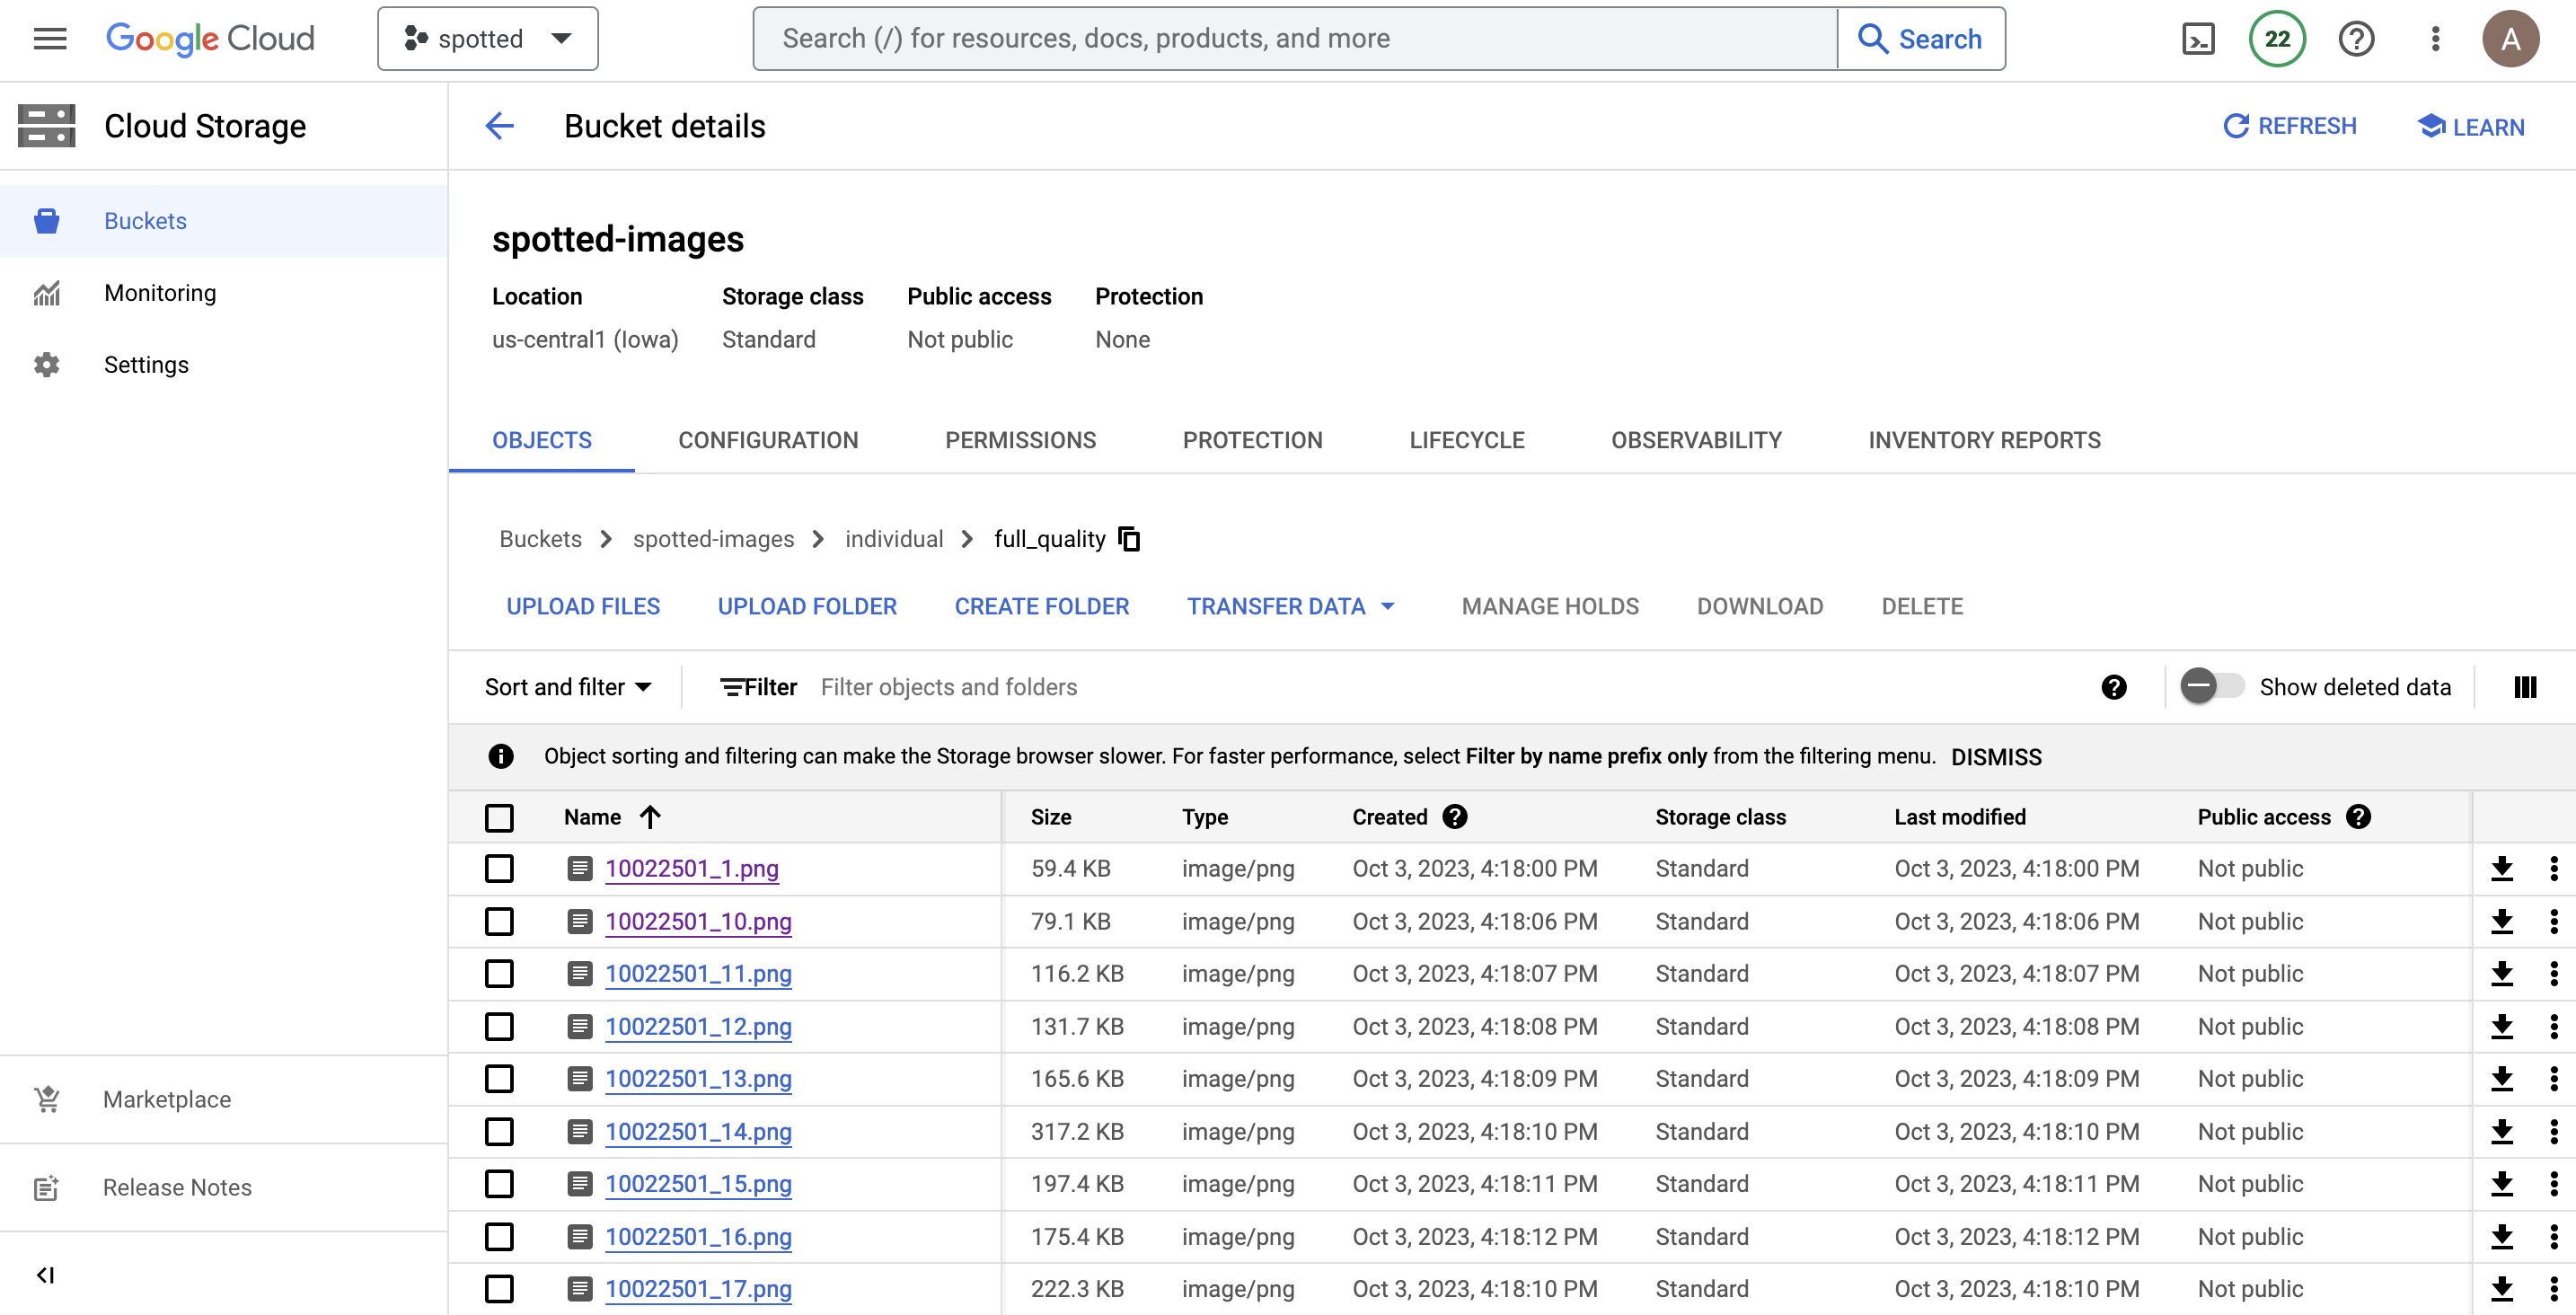 Google Cloud
spotted
Search (/) for resources, docs, products, and more
Search
22
A
Cloud Storage
Bucket details
REFRESH
LEARN
Buckets
Monitoring
Settings
Marketplace
Release Notes
spotted-images
Location Storage class Public access Protection
us-central1 (Iowa) Standard Not public None
OBJECTS CONFIGURATION PERMISSIONS PROTECTION LIFECYCLE OBSERVABILITY INVENTORY REPORTS
Buckets > spotted-images > individual > full_quality
UPLOAD FILES UPLOAD FOLDER CREATE FOLDER TRANSFER DATA MANAGE HOLDS DOWNLOAD DELETE
Sort and filter Filter Filter objects and folders Show deleted data
Object sorting and filtering can make the Storage browser slower. For faster performance, select Filter by name prefix only from the filtering menu. DISMISS
Name Size Type Created Storage class Last modified Public access
10022501_1.png 59.4 KB image/png Oct 3, 2023, 4:18:00 PM Standard Oct 3, 2023, 4:18:00 PM Not public
10022501_10.png 79.1 KB image/png Oct 3, 2023, 4:18:06 PM Standard Oct 3, 2023, 4:18:06 PM Not public
10022501_11.png 116.2 KB image/png Oct 3, 2023, 4:18:07 PM Standard Oct 3, 2023, 4:18:07 PM Not public
10022501_12.png 131.7 KB image/png Oct 3, 2023, 4:18:08 PM Standard Oct 3, 2023, 4:18:08 PM Not public
10022501_13.png 165.6 KB image/png Oct 3, 2023, 4:18:09 PM Standard Oct 3, 2023, 4:18:09 PM Not public
10022501_14.png 317.2 KB image/png Oct 3, 2023, 4:18:10 PM Standard Oct 3, 2023, 4:18:10 PM Not public
10022501_15.png 197.4 KB image/png Oct 3, 2023, 4:18:11 PM Standard Oct 3, 2023, 4:18:11 PM Not public
10022501_16.png 175.4 KB image/png Oct 3, 2023, 4:18:12 PM Standard Oct 3, 2023, 4:18:12 PM Not public
10022501_17.png 222.3 KB image/png Oct 3, 2023, 4:18:10 PM Standard Oct 3, 2023, 4:18:10 PM Not public